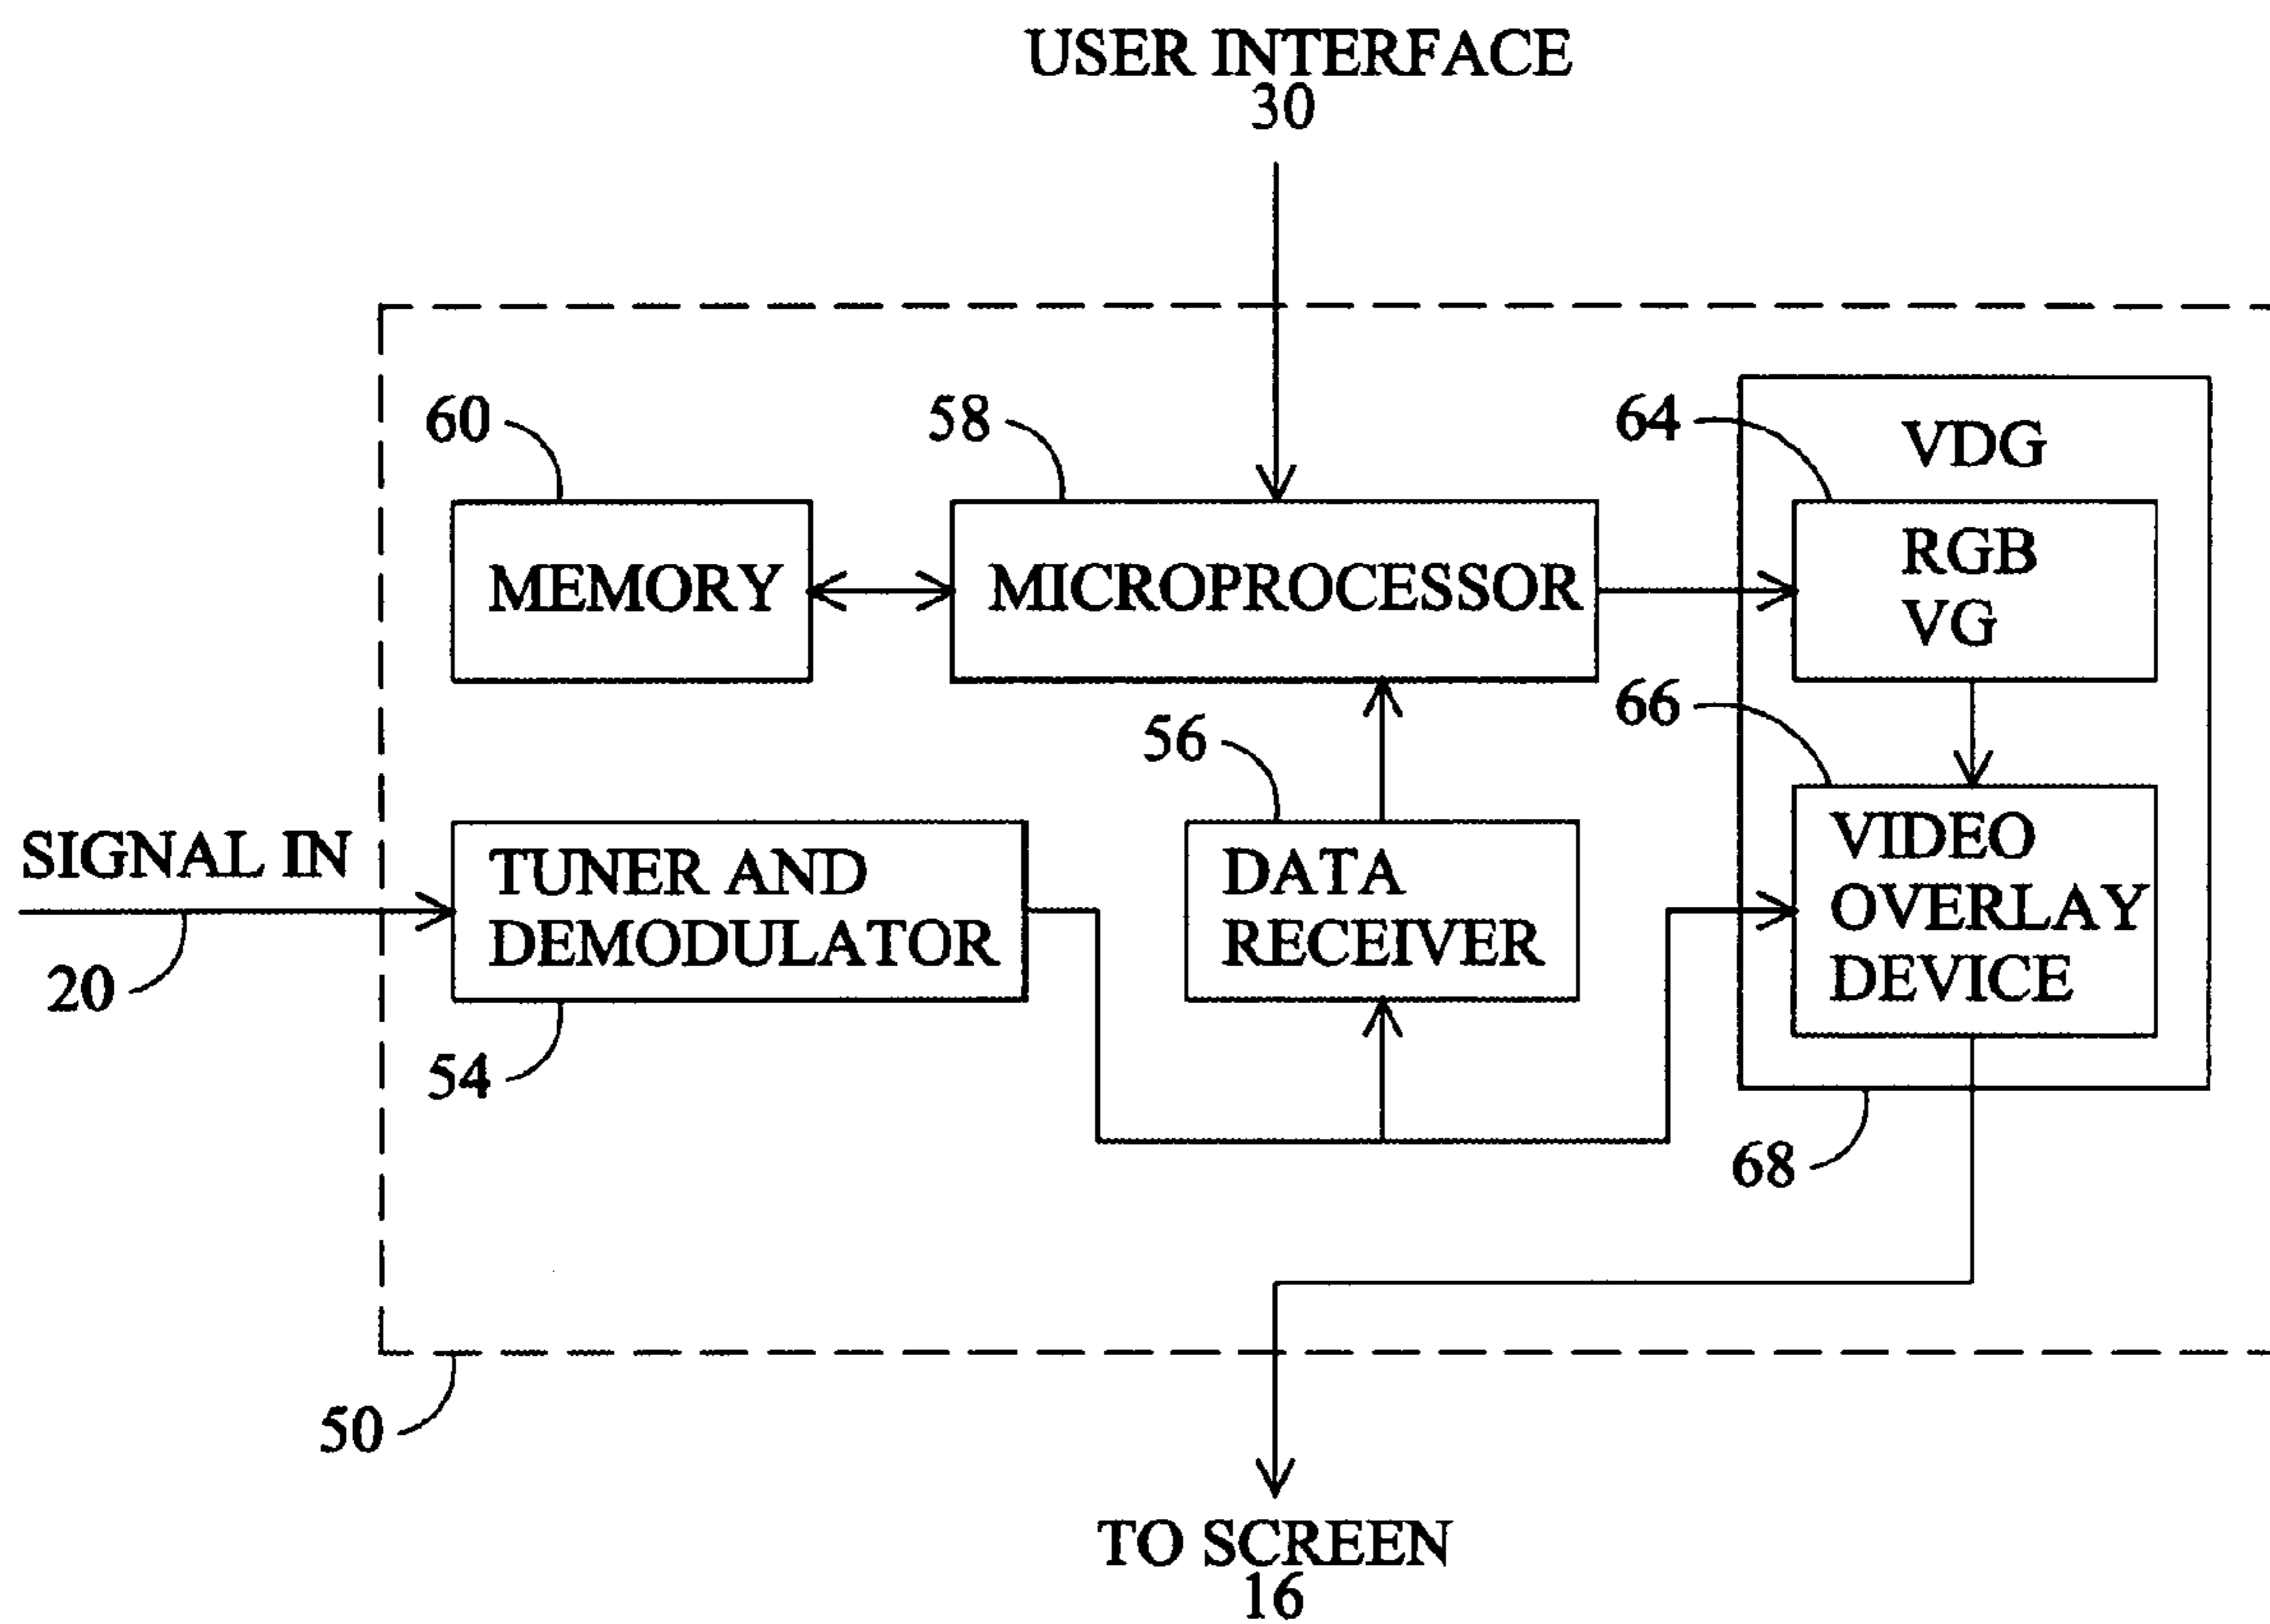 USER INTERFACE
30
60
58
64
VDG
MEMORY
MICROPROCESSOR
RGB
VG
66
56
SIGNAL IN
20
TUNER AND
DEMODULATOR
54
DATA
RECEIVER
VIDEO
OVERLAY
DEVICE
68
50
TO SCREEN
16